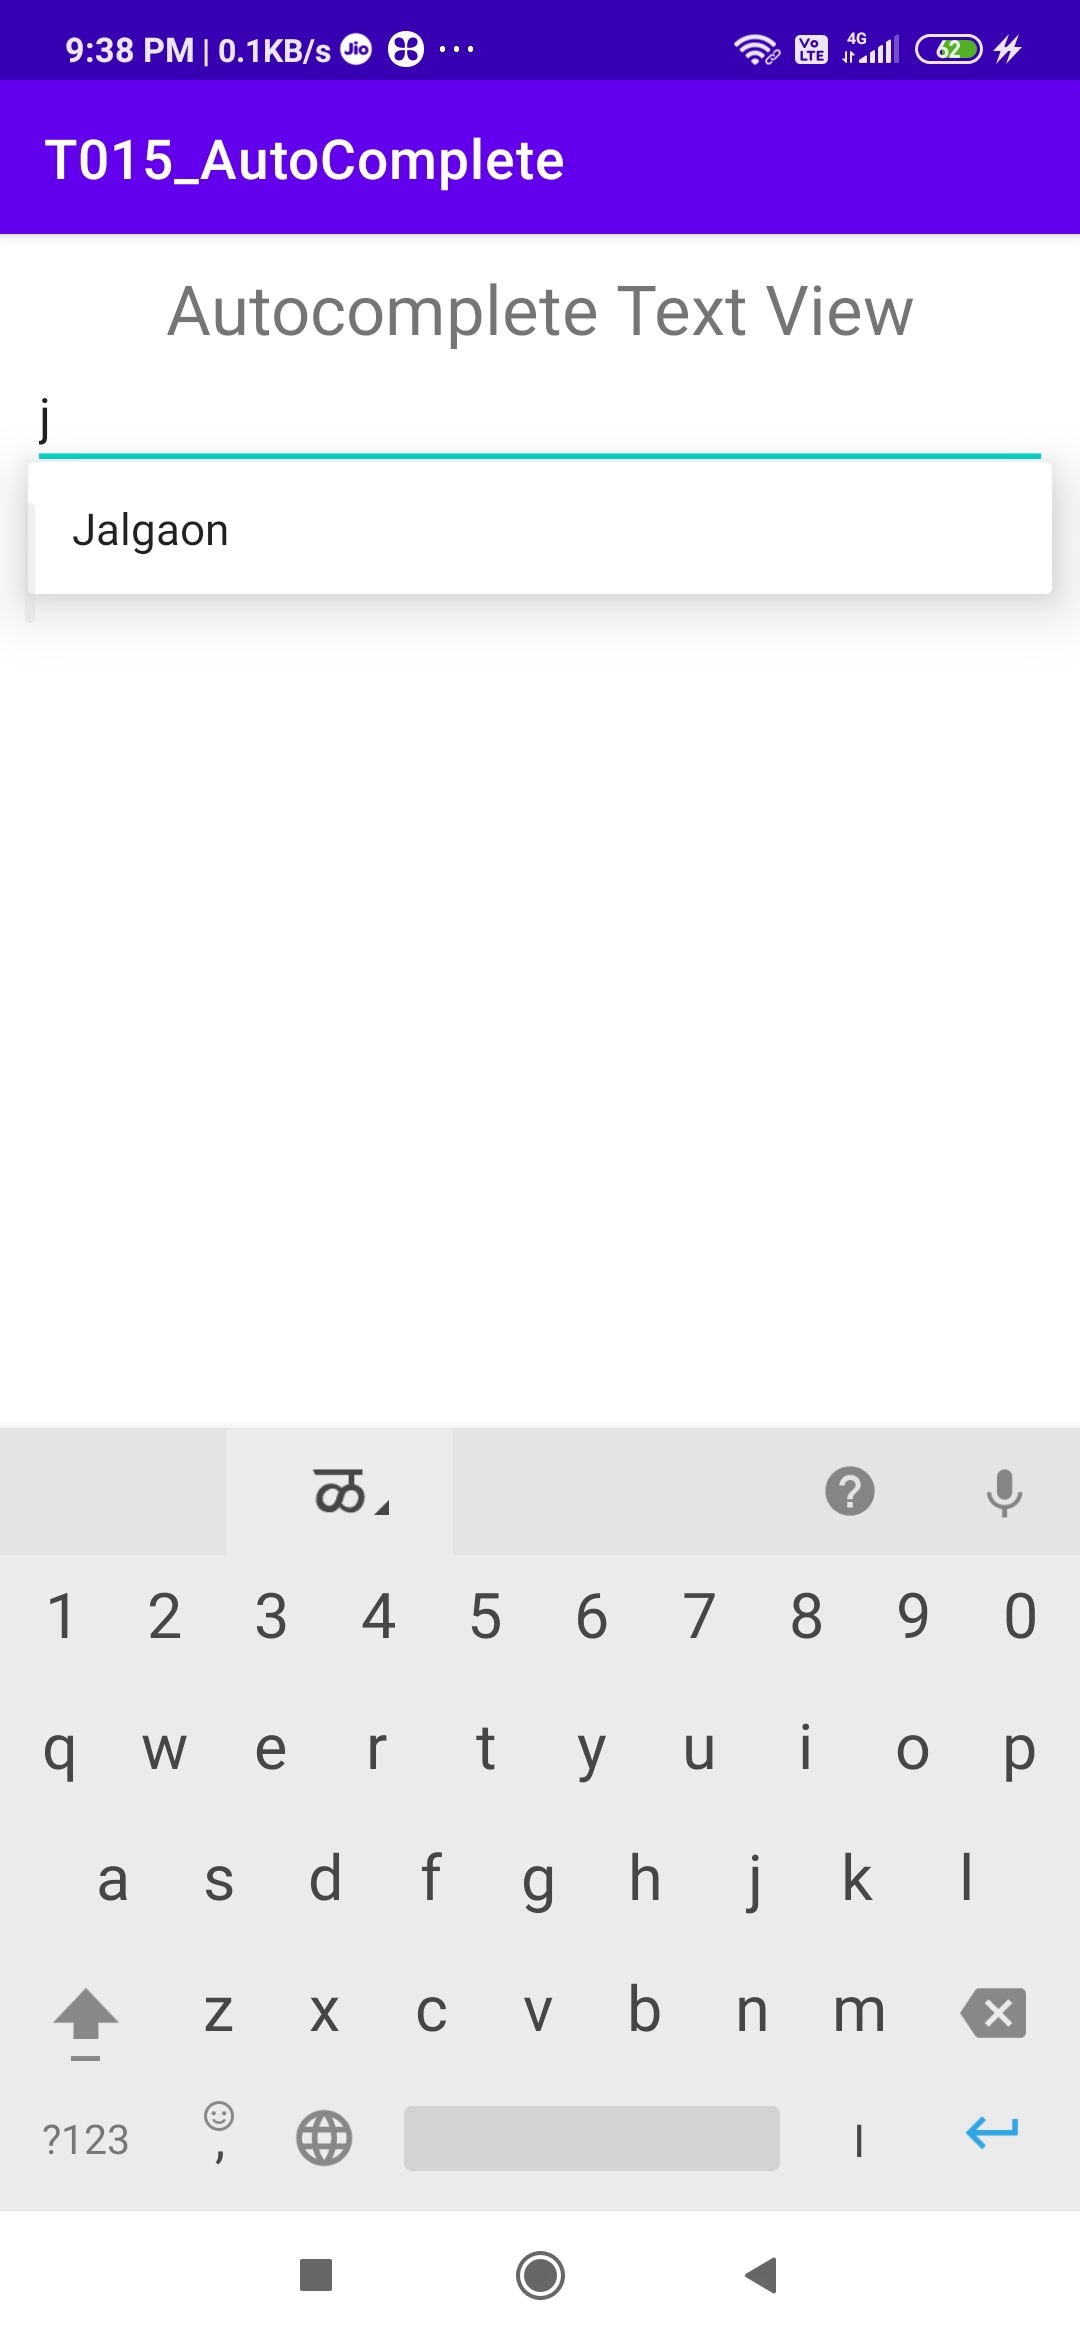 9:38 PM | 0.1KB/s Jio ... Vo LTE 4G 62
T015_AutoComplete
Autocomplete Text View
j
Jalgaon
ळ ?
1 2 3 4 5 6 7 8 9 0
q w e r t y u i o p
a s d f g h j k l
z x c v b n m
?123 , ।